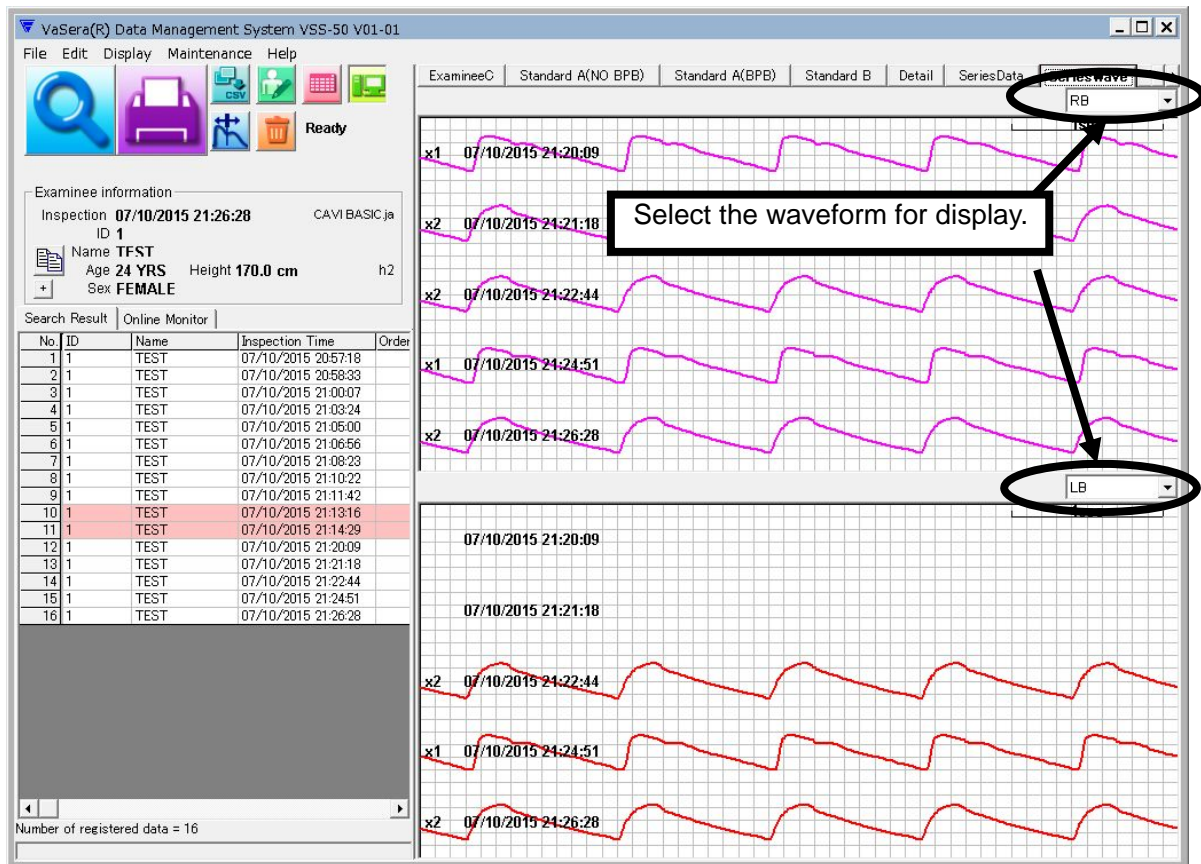 VaSera(R) Data Management System VSS-50 V01-01
File Edit Display Maintenance Help
CSV
Ready
Examinee information
Inspection 07/10/2015 21:26:28 CAVI BASIC.ja
ID 1
Name TEST
Age 24 YRS Height 170.0 cm h2
+ Sex FEMALE
Search Result Online Monitor
No. ID Name Inspection Time Order
1 1 TEST 07/10/2015 20:57:18
2 1 TEST 07/10/2015 20:58:33
3 1 TEST 07/10/2015 21:00:07
4 1 TEST 07/10/2015 21:03:24
5 1 TEST 07/10/2015 21:05:00
6 1 TEST 07/10/2015 21:06:56
7 1 TEST 07/10/2015 21:08:23
8 1 TEST 07/10/2015 21:10:22
9 1 TEST 07/10/2015 21:11:42
10 1 TEST 07/10/2015 21:13:16
11 1 TEST 07/10/2015 21:14:29
12 1 TEST 07/10/2015 21:20:09
13 1 TEST 07/10/2015 21:21:18
14 1 TEST 07/10/2015 21:22:44
15 1 TEST 07/10/2015 21:24:51
16 1 TEST 07/10/2015 21:26:28
Number of registered data = 16
ExamineeC Standard A(NO BPB) Standard A(BPB) Standard B Detail SeriesData SeriesWave
RB
x1 07/10/2015 21:20:09
Select the waveform for display.
x2 07/10/2015 21:21:18
x2 07/10/2015 21:22:44
x1 07/10/2015 21:24:51
x2 07/10/2015 21:26:28
LB
07/10/2015 21:20:09
07/10/2015 21:21:18
x2 07/10/2015 21:22:44
x1 07/10/2015 21:24:51
x2 07/10/2015 21:26:28